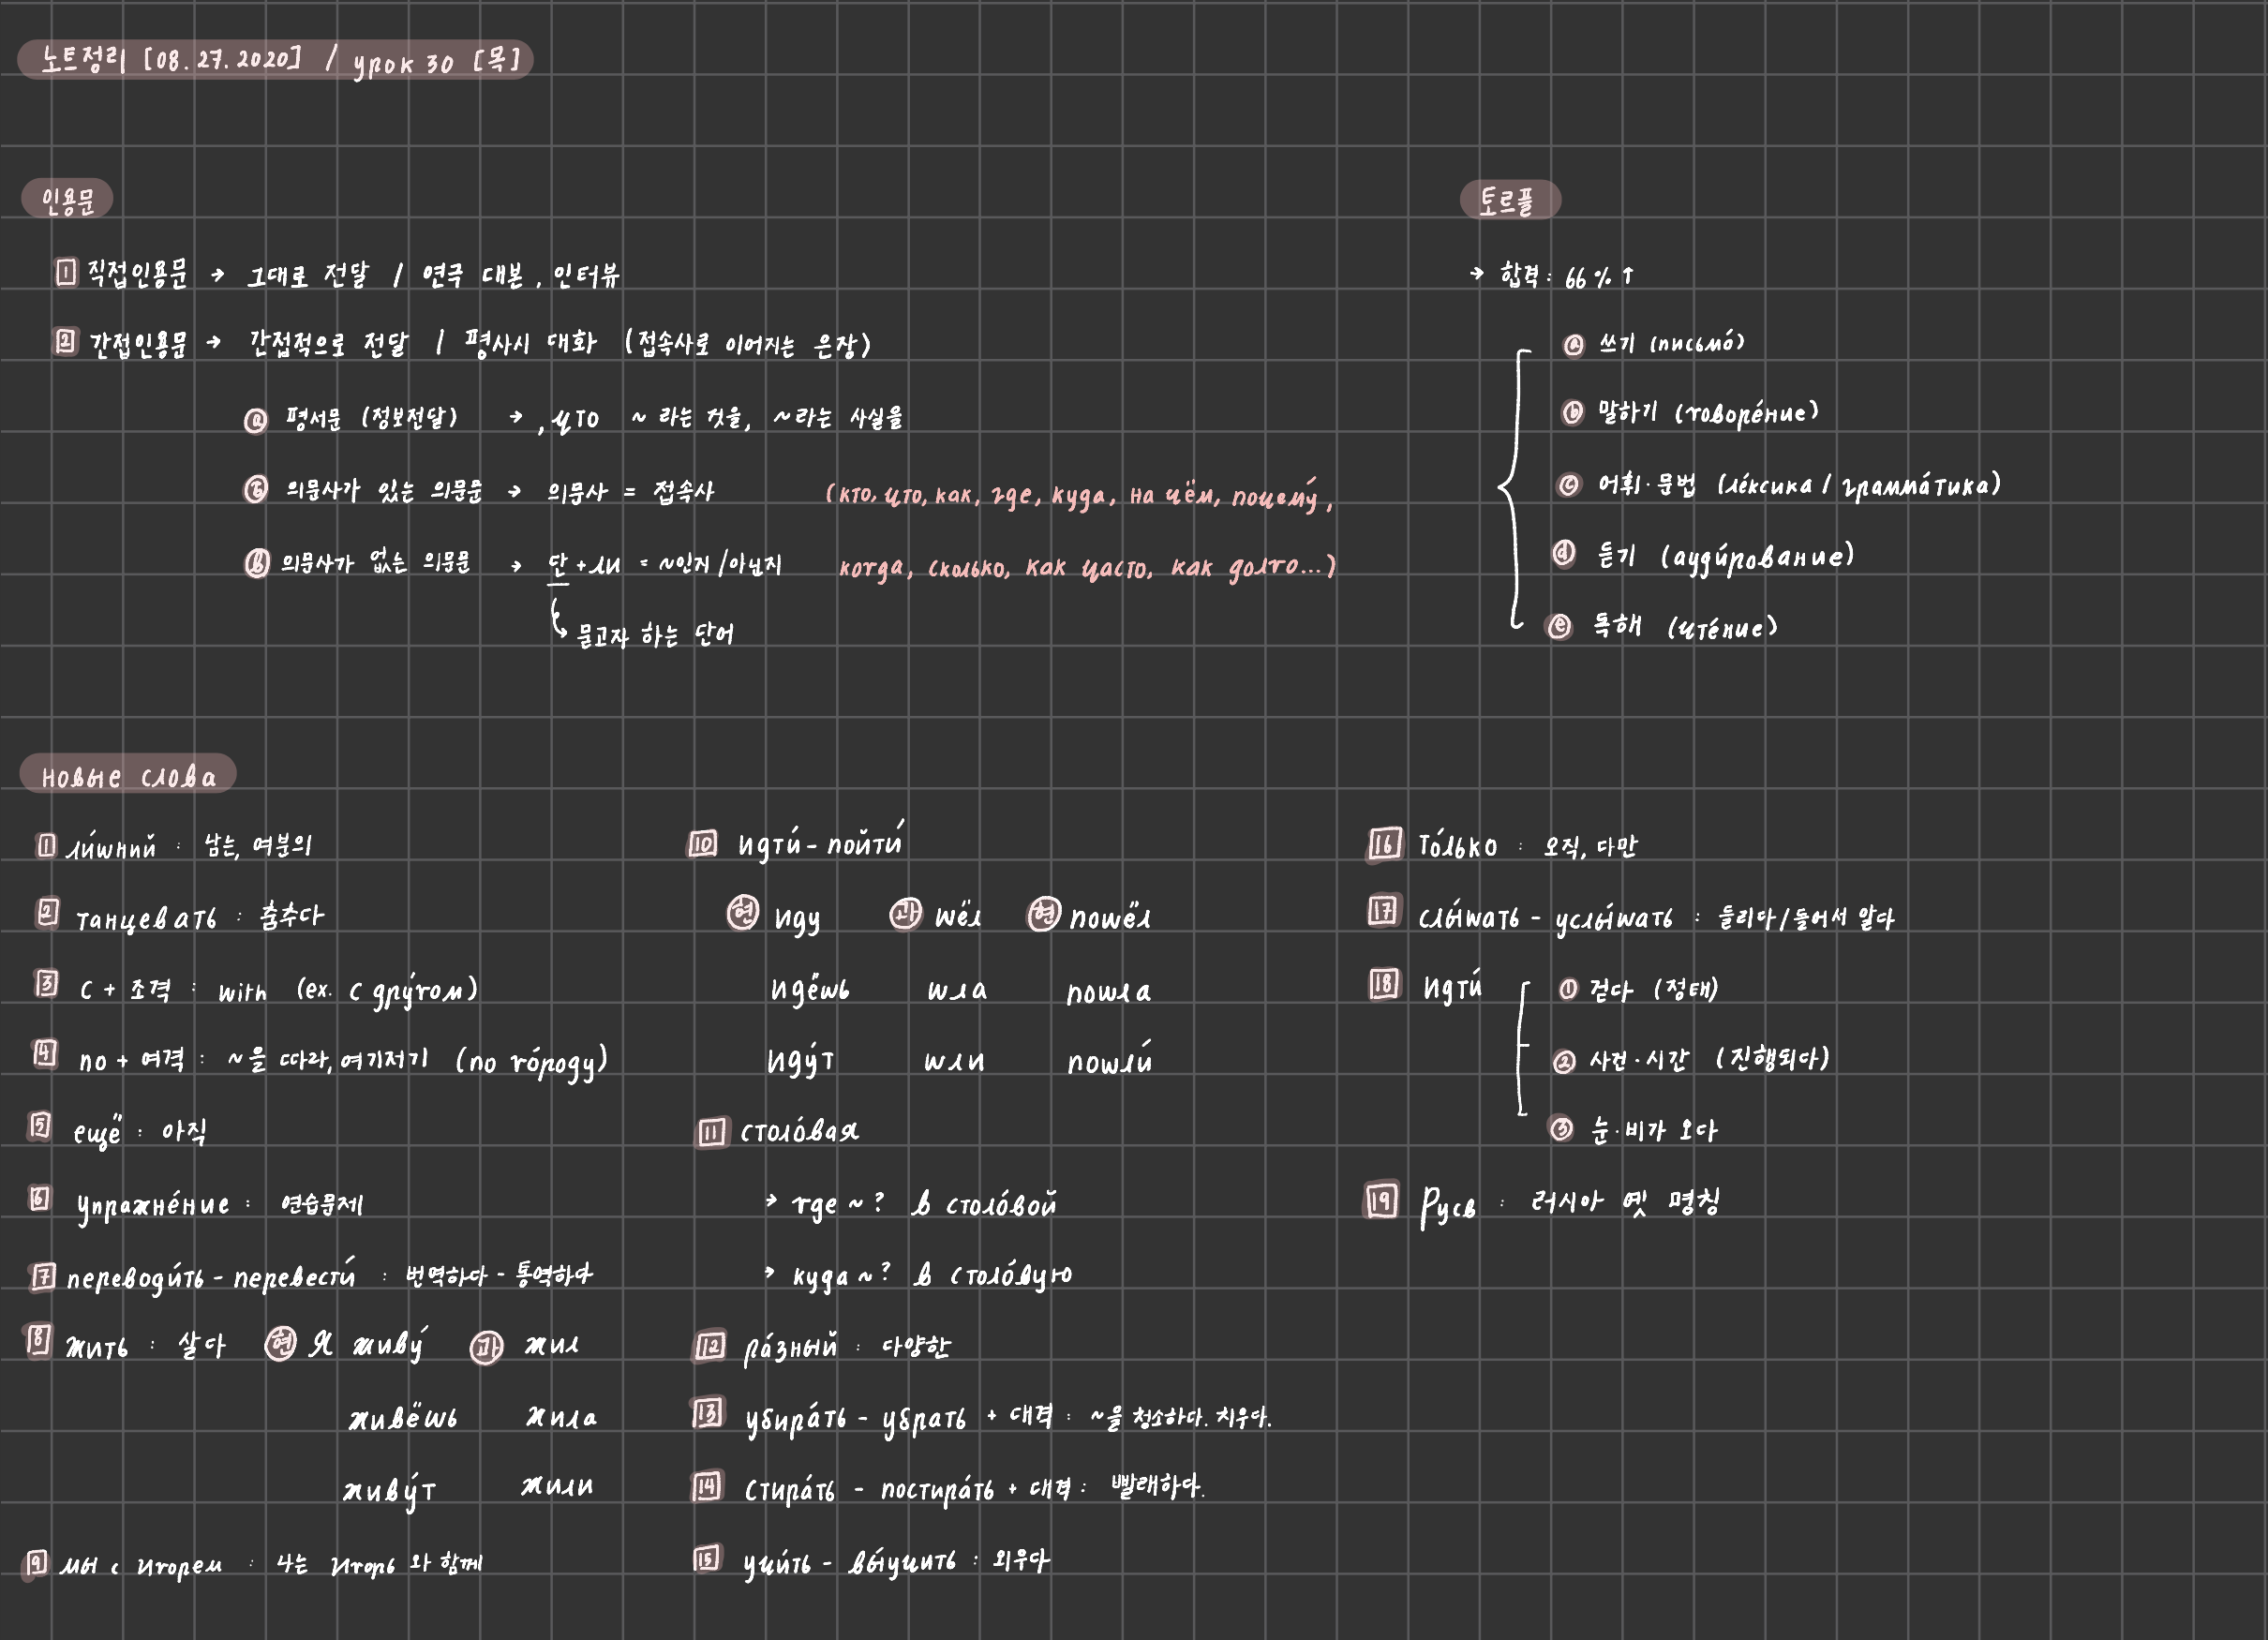 노트정리 [08.27.2020] / урок 30 [목]
인용문
1 직접인용문 → 그대로 전달 / 연극 대본, 인터뷰
2 간접인용문 → 간접적으로 전달 / 평사시 대화 (접속사로 이어지는 은장)
ⓐ 평서문 (정보전달) → , что ~ 라는 것을, ~라는 사실을
의문사가 있는 의문문 → 의문사 = 접속사 (кто, что, как, где, куда, на чём, почему́,
ⓑ 의문사가 없는 의문문 → 단 + ли = ~인지/아닌지 когда, сколько, как часто, как долго...)
물고자 하는 단어
토르플
→ 합격: 66% ↑
ⓐ 쓰기 (письмо́)
ⓑ 말하기 (говоре́ние)
ⓒ 어휘·문법 (ле́ксика / грамма́тика)
ⓓ 듣기 (ауди́рование)
ⓔ 독해 (чте́ние)
новые слова
1 ли́шний : 남는, 여분의
2 танцевать : 춤추다
3 с + 조격 : with (ex. с дру́гом)
4 по + 여격 : ~을 따라, 여기저기 (по го́роду)
5 ещё : 아직
6 упражне́ние : 연습문제
7 переводи́ть - перевести́ : 번역하다 - 통역하다
8 жить : 살다 현 Я живу́ 과 жил
живёшь жила
живу́т жили
9 мы с Игорем : 나는 Игорь 와 함께
10 идти́ - пойти́
현 иду 과 шёл 현 пошёл
идёшь шла пошла
иду́т шли пошли́
11 столо́вая
→ где ~? в столо́вой
→ куда ~? в столо́вую
12 ра́зный : 다양한
13 убира́ть - убрать + 대격 : ~을 청소하다. 치우다.
14 стира́ть - постира́ть + 대격 : 빨래하다.
15 учи́ть - вы́учить : 외우다
16 то́лько : 오직, 다만
17 слы́шать - услы́шать : 들리다/들어서 알다
18 идти́ ① 걷다 (정태)
② 사건·시간 (진행되다)
③ 눈·비가 오다
19 Русь : 러시아 옛 명칭